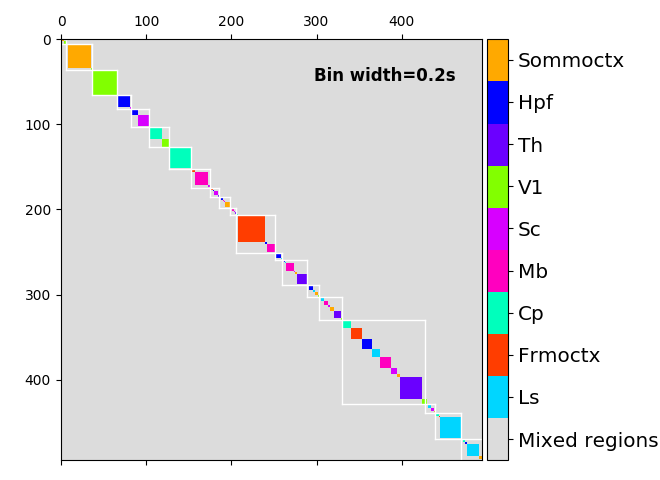 0 100 200 300 400
0
100
200
300
400
Bin width=0.2s
Sommoctx
Hpf
Th
V1
Sc
Mb
Cp
Frmoctx
Ls
Mixed regions